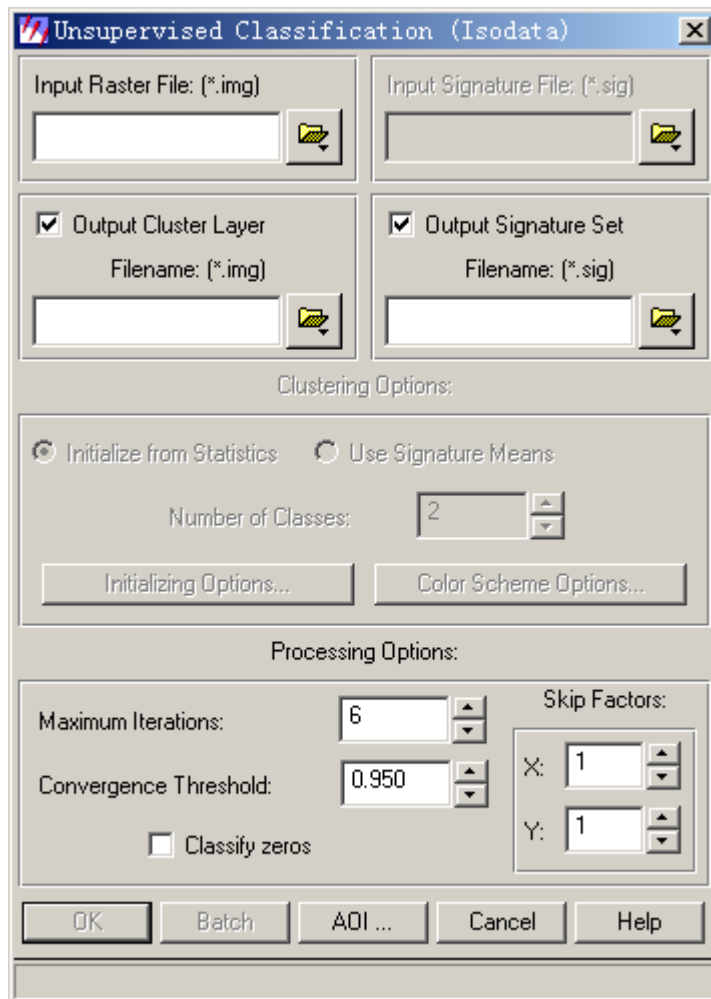 Unsupervised Classification (Isodata)
Input Raster File: (*.img)
Input Signature File: (*.sig)
Output Cluster Layer
Filename: (*.img)
Output Signature Set
Filename: (*.sig)
Clustering Options:
Initialize from Statistics
Use Signature Means
Number of Classes:
2
Initializing Options...
Color Scheme Options...
Processing Options:
Maximum Iterations:
6
Convergence Threshold:
0.950
Classify zeros
Skip Factors:
X:
1
Y:
1
OK
Batch
AOI ...
Cancel
Help